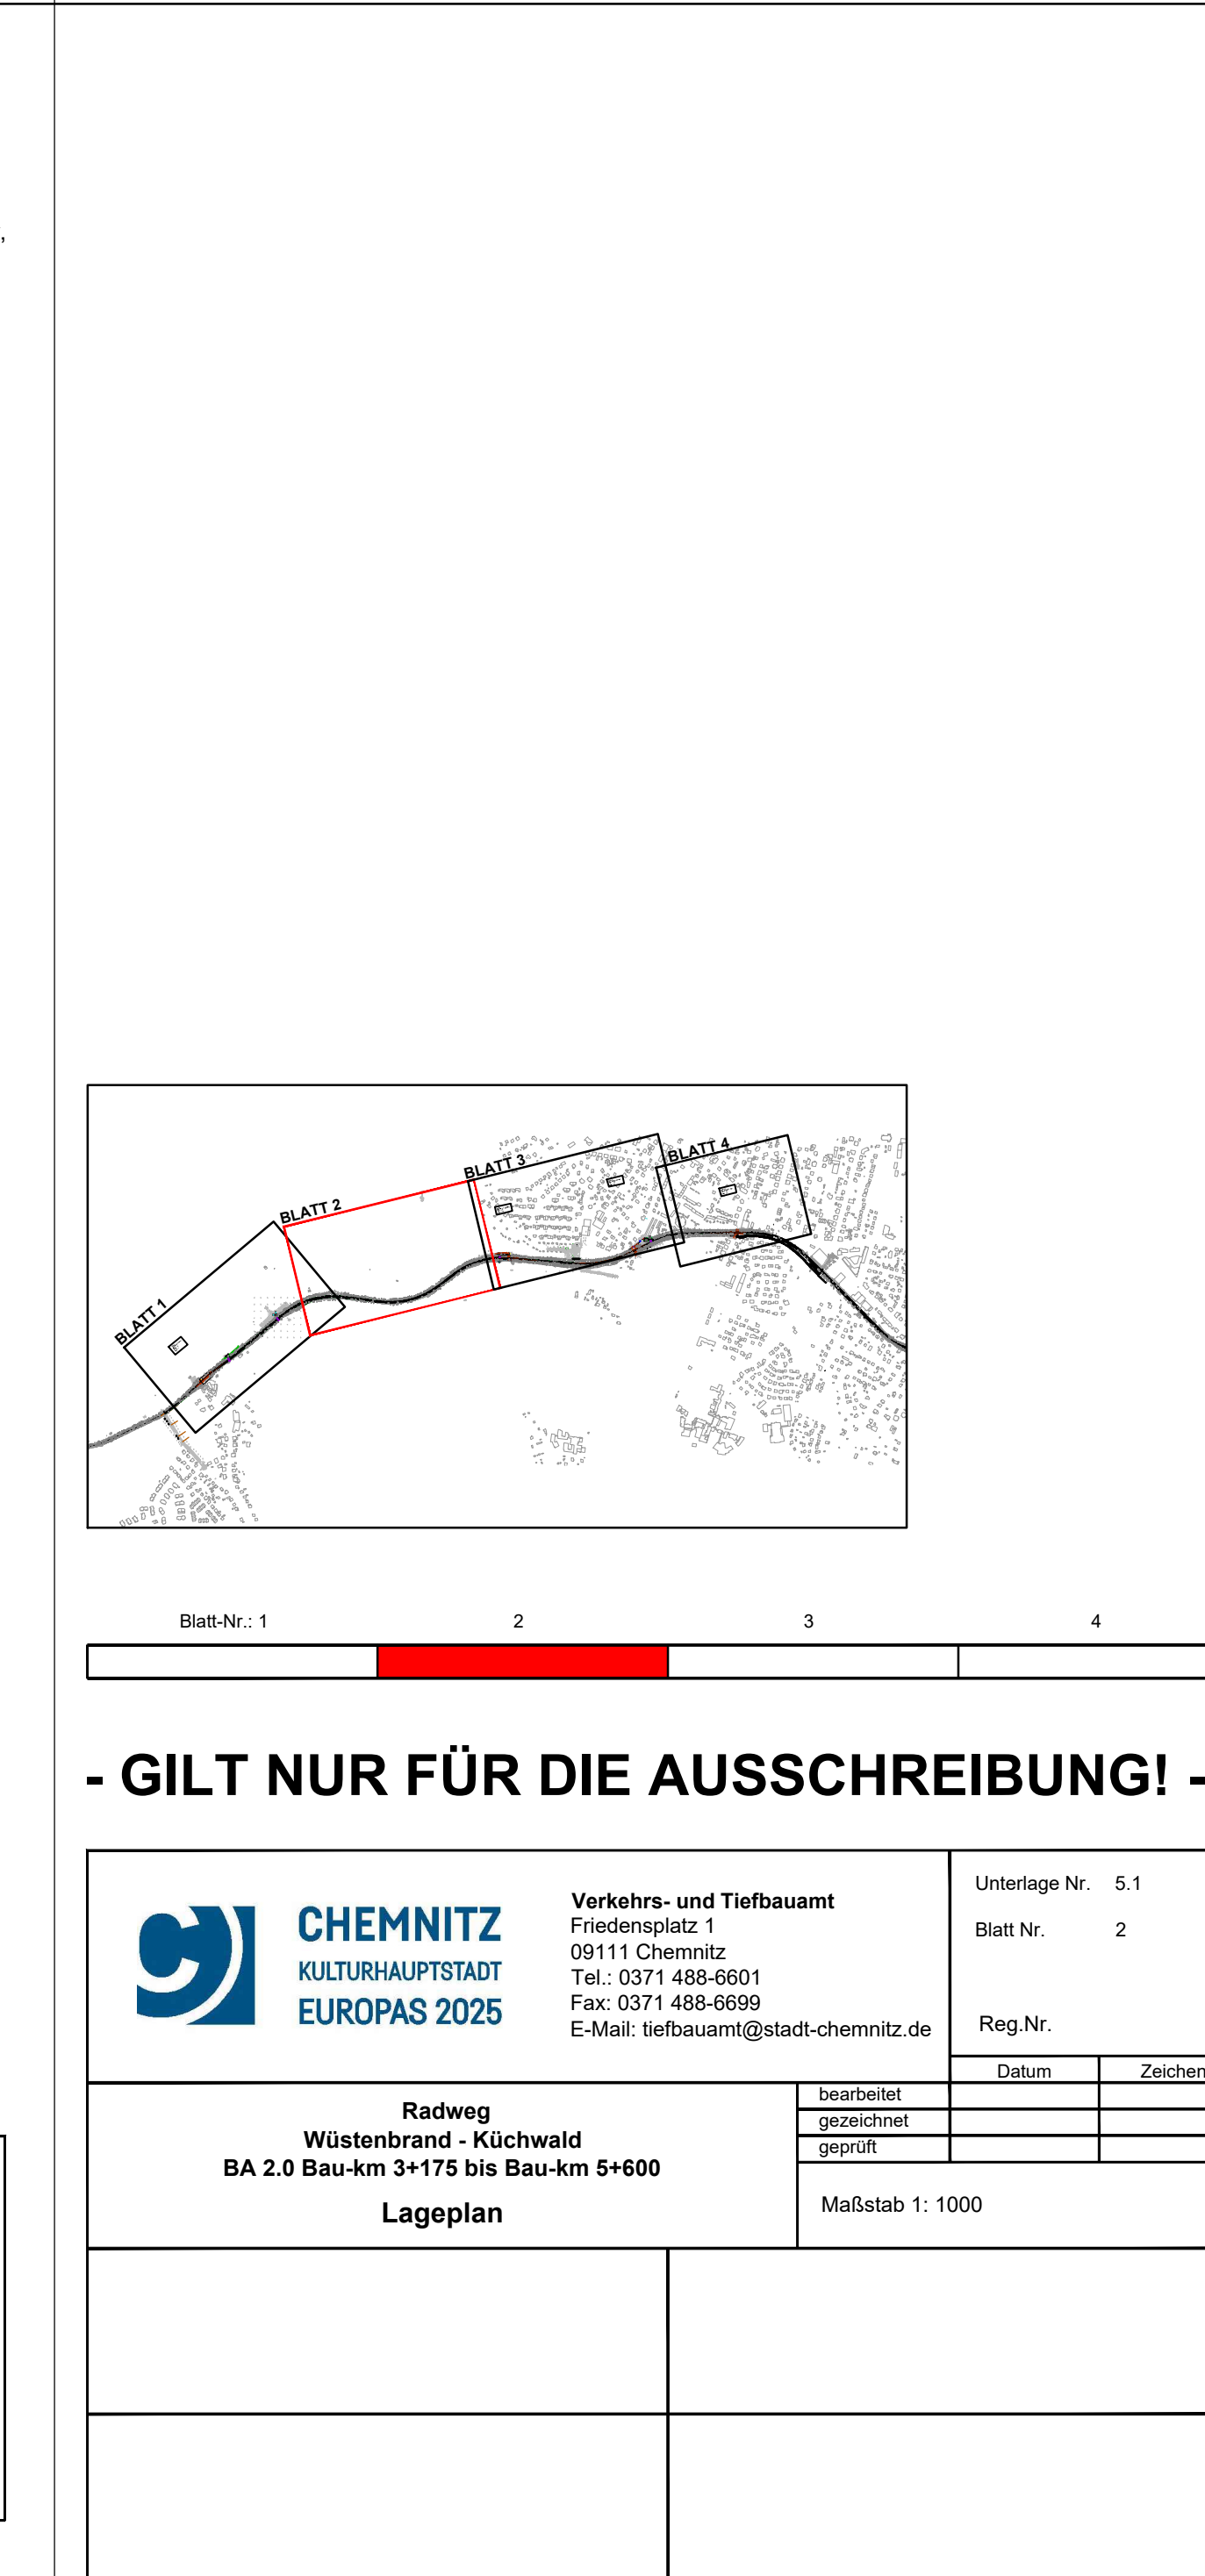 ,
BLATT 1
BLATT 2
BLATT 3
BLATT 4
Blatt-Nr.: 1 2 3 4
- GILT NUR FÜR DIE AUSSCHREIBUNG! -
CHEMNITZ
KULTURHAUPTSTADT
EUROPAS 2025
Verkehrs- und Tiefbauamt
Friedensplatz 1
09111 Chemnitz
Tel.: 0371 488-6601
Fax: 0371 488-6699
E-Mail: tiefbauamt@stadt-chemnitz.de
Unterlage Nr. 5.1
Blatt Nr. 2
Reg.Nr.
Datum Zeichen
bearbeitet
gezeichnet
geprüft
Radweg
Wüstenbrand - Küchwald
BA 2.0 Bau-km 3+175 bis Bau-km 5+600
Lageplan
Maßstab 1: 1000